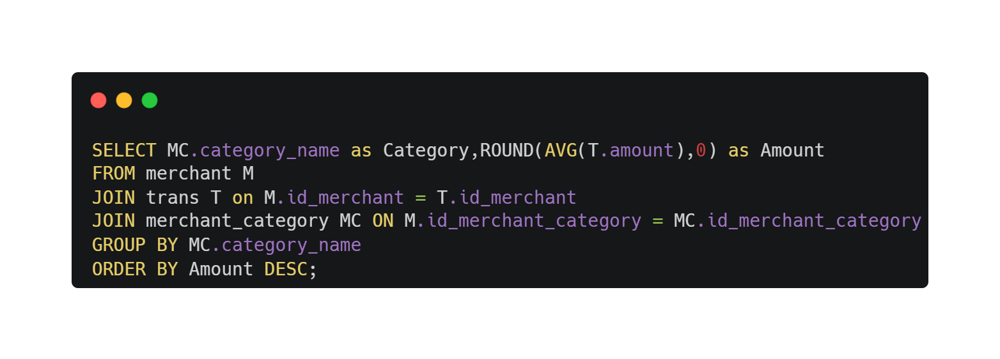 SELECT MC.category_name as Category,ROUND(AVG(T.amount),0) as Amount
FROM merchant M
JOIN trans T on M.id_merchant = T.id_merchant
JOIN merchant_category MC ON M.id_merchant_category = MC.id_merchant_category
GROUP BY MC.category_name
ORDER BY Amount DESC;